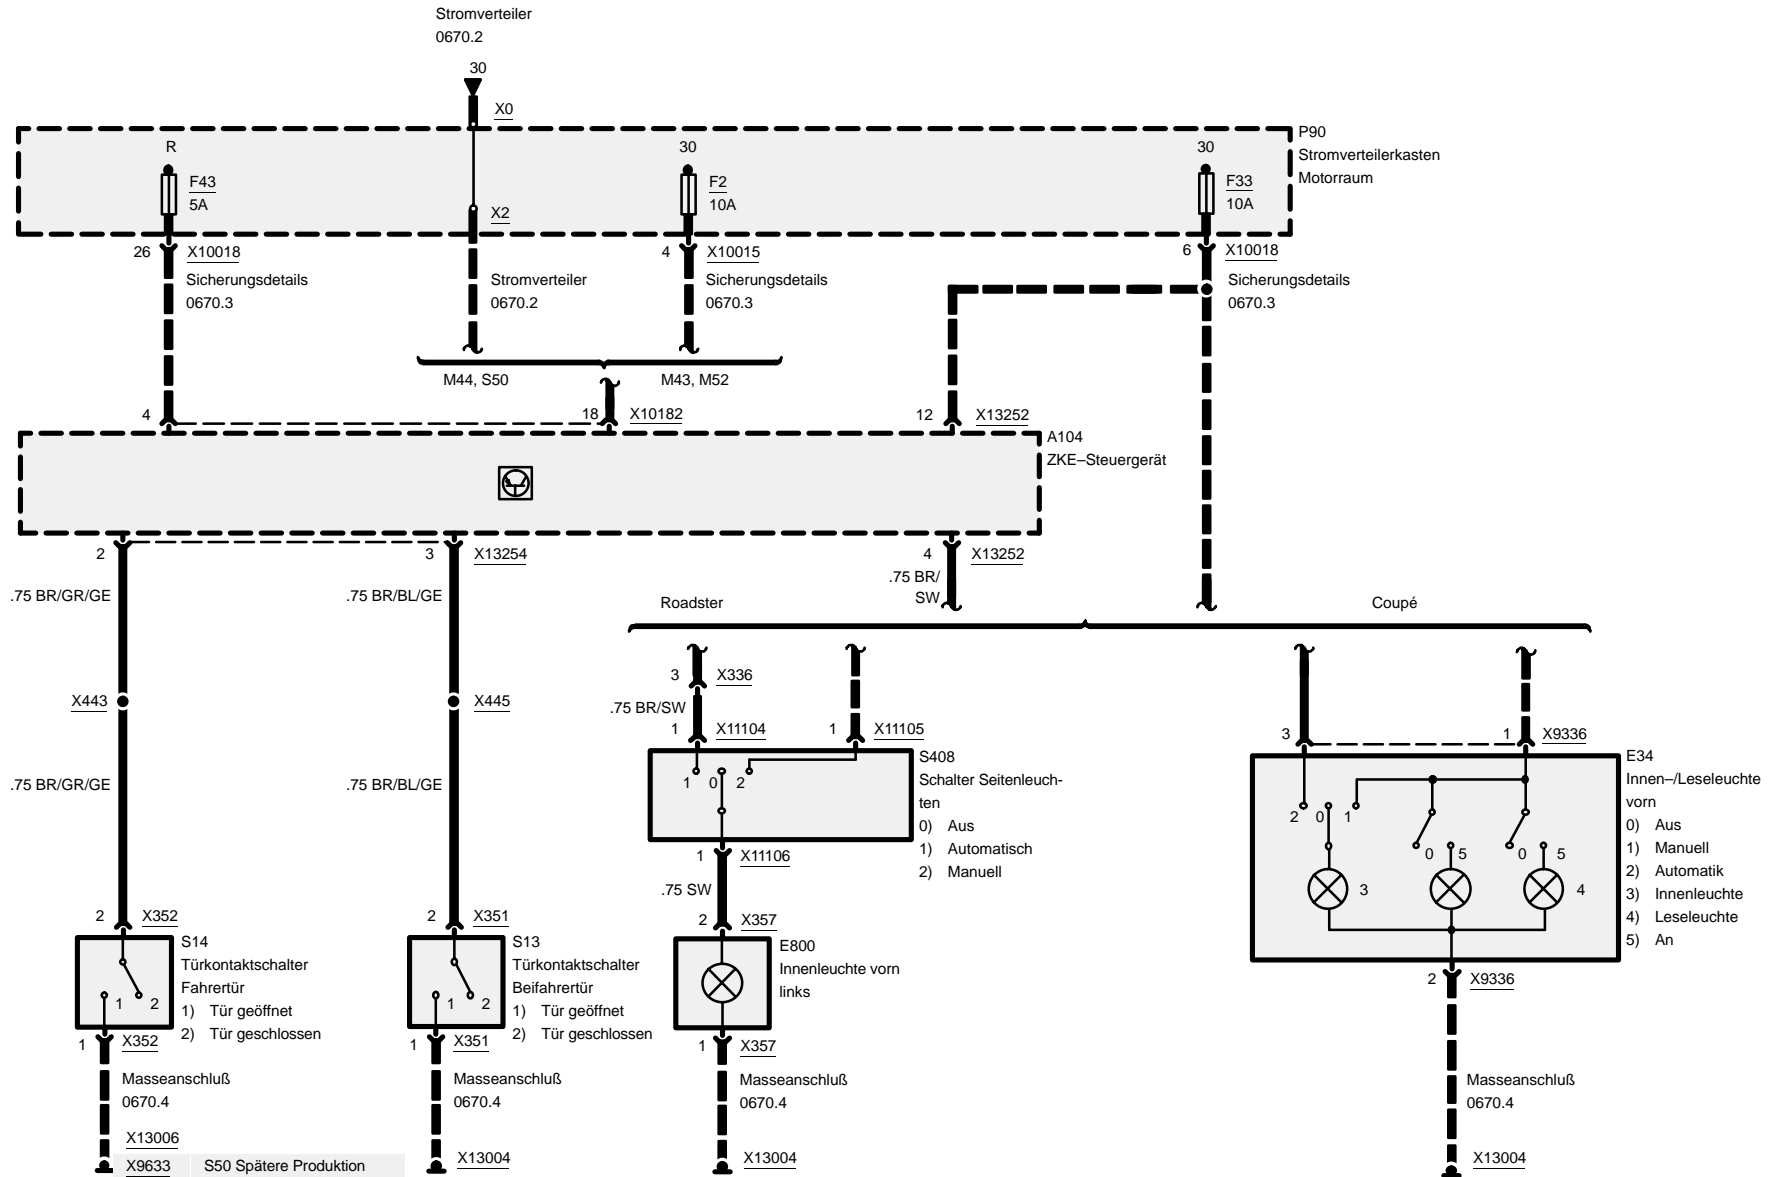 Stromverteiler
0670.2
30
X0
P90
Stromverteilerkasten
Motorraum
R
F43
5A
X2
30
F2
10A
30
F33
10A
26 X10018
Sicherungsdetails
0670.3
Stromverteiler
0670.2
4 X10015
Sicherungsdetails
0670.3
6 X10018
Sicherungsdetails
0670.3
M44, S50
M43, M52
4
18 X10182
12 X13252
A104
ZKE–Steuergerät
2
3 X13254
4 X13252
.75 BR/GR/GE
.75 BR/BL/GE
.75 BR/
SW
Roadster
Coupé
X443
X445
3 X336
.75 BR/SW
1 X11104
1 X11105
3
1 X9336
.75 BR/GR/GE
.75 BR/BL/GE
1 0 2
S408
Schalter Seitenleuch-
ten
0) Aus
1) Automatisch
2) Manuell
2 0 1
0 5
0 5
3
4
E34
Innen–/Leseleuchte
vorn
0) Aus
1) Manuell
2) Automatik
3) Innenleuchte
4) Leseleuchte
5) An
1 X11106
.75 SW
2 X352
2 X351
2 X357
S14
Türkontaktschalter
Fahrertür
1) Tür geöffnet
2) Tür geschlossen
1 2
S13
Türkontaktschalter
Beifahrertür
1) Tür geöffnet
2) Tür geschlossen
1 2
E800
Innenleuchte vorn
links
2 X9336
1 X352
1 X351
1 X357
Masseanschluß
0670.4
Masseanschluß
0670.4
Masseanschluß
0670.4
Masseanschluß
0670.4
X13006
X9633 S50 Spätere Produktion
X13004
X13004
X13004